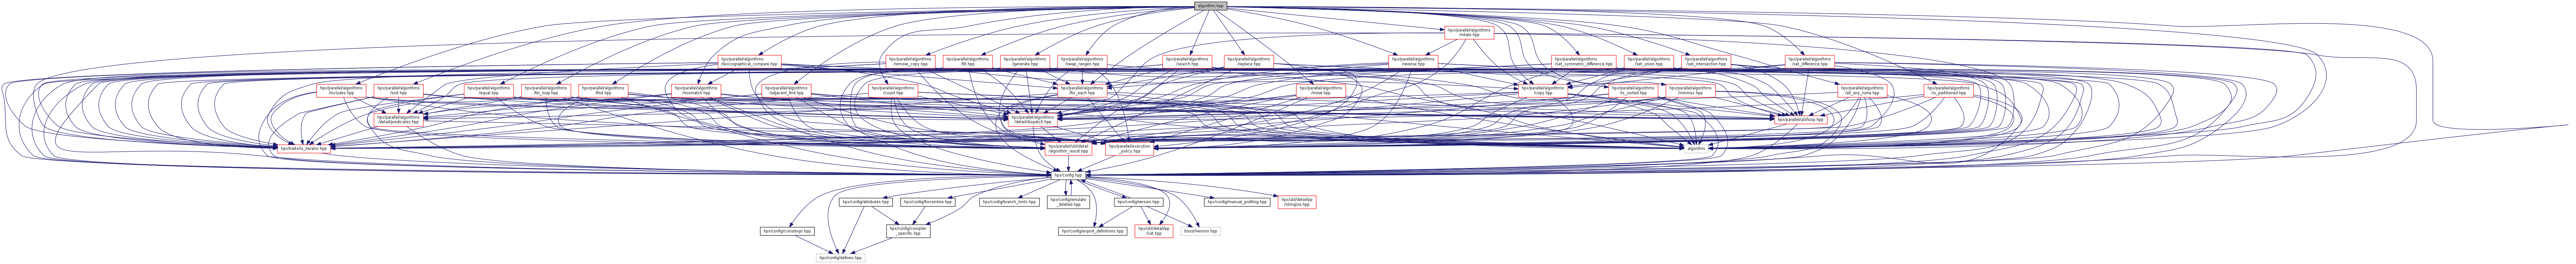 algorithm.hpp
hpx/parallel/algorithms
/rotate.hpp
hpx/parallel/algorithms
/lexicographical_compare.hpp
hpx/parallel/algorithms
/remove_copy.hpp
hpx/parallel/algorithms
/fill.hpp
hpx/parallel/algorithms
/generate.hpp
hpx/parallel/algorithms
/swap_ranges.hpp
hpx/parallel/algorithms
/search.hpp
hpx/parallel/algorithms
/replace.hpp
hpx/parallel/algorithms
/reverse.hpp
hpx/parallel/algorithms
/set_symmetric_difference.hpp
hpx/parallel/algorithms
/set_union.hpp
hpx/parallel/algorithms
/set_intersection.hpp
hpx/parallel/algorithms
/set_difference.hpp
hpx/parallel/algorithms
/includes.hpp
hpx/parallel/algorithms
/sort.hpp
hpx/parallel/algorithms
/equal.hpp
hpx/parallel/algorithms
/for_loop.hpp
hpx/parallel/algorithms
/find.hpp
hpx/parallel/algorithms
/mismatch.hpp
hpx/parallel/algorithms
/adjacent_find.hpp
hpx/parallel/algorithms
/count.hpp
hpx/parallel/algorithms
/for_each.hpp
hpx/parallel/algorithms
/move.hpp
hpx/parallel/algorithms
/copy.hpp
hpx/parallel/algorithms
/is_sorted.hpp
hpx/parallel/algorithms
/minmax.hpp
hpx/parallel/algorithms
/all_any_none.hpp
hpx/parallel/algorithms
/is_partitioned.hpp
hpx/parallel/algorithms
/detail/predicates.hpp
hpx/parallel/algorithms
/detail/dispatch.hpp
hpx/parallel/util/loop.hpp
hpx/traits/is_iterator.hpp
hpx/parallel/util/detail
/algorithm_result.hpp
hpx/parallel/execution
_policy.hpp
algorithm
hpx/config.hpp
hpx/config/attributes.hpp
hpx/config/forceinline.hpp
hpx/config/branch_hints.hpp
hpx/config/emulate
_deleted.hpp
hpx/config/version.hpp
hpx/config/manual_profiling.hpp
hpx/util/detail/pp
/stringize.hpp
hpx/config/constexpr.hpp
hpx/config/compiler
_specific.hpp
hpx/config/export_definitions.hpp
hpx/util/detail/pp
/cat.hpp
boost/version.hpp
hpx/config/defines.hpp